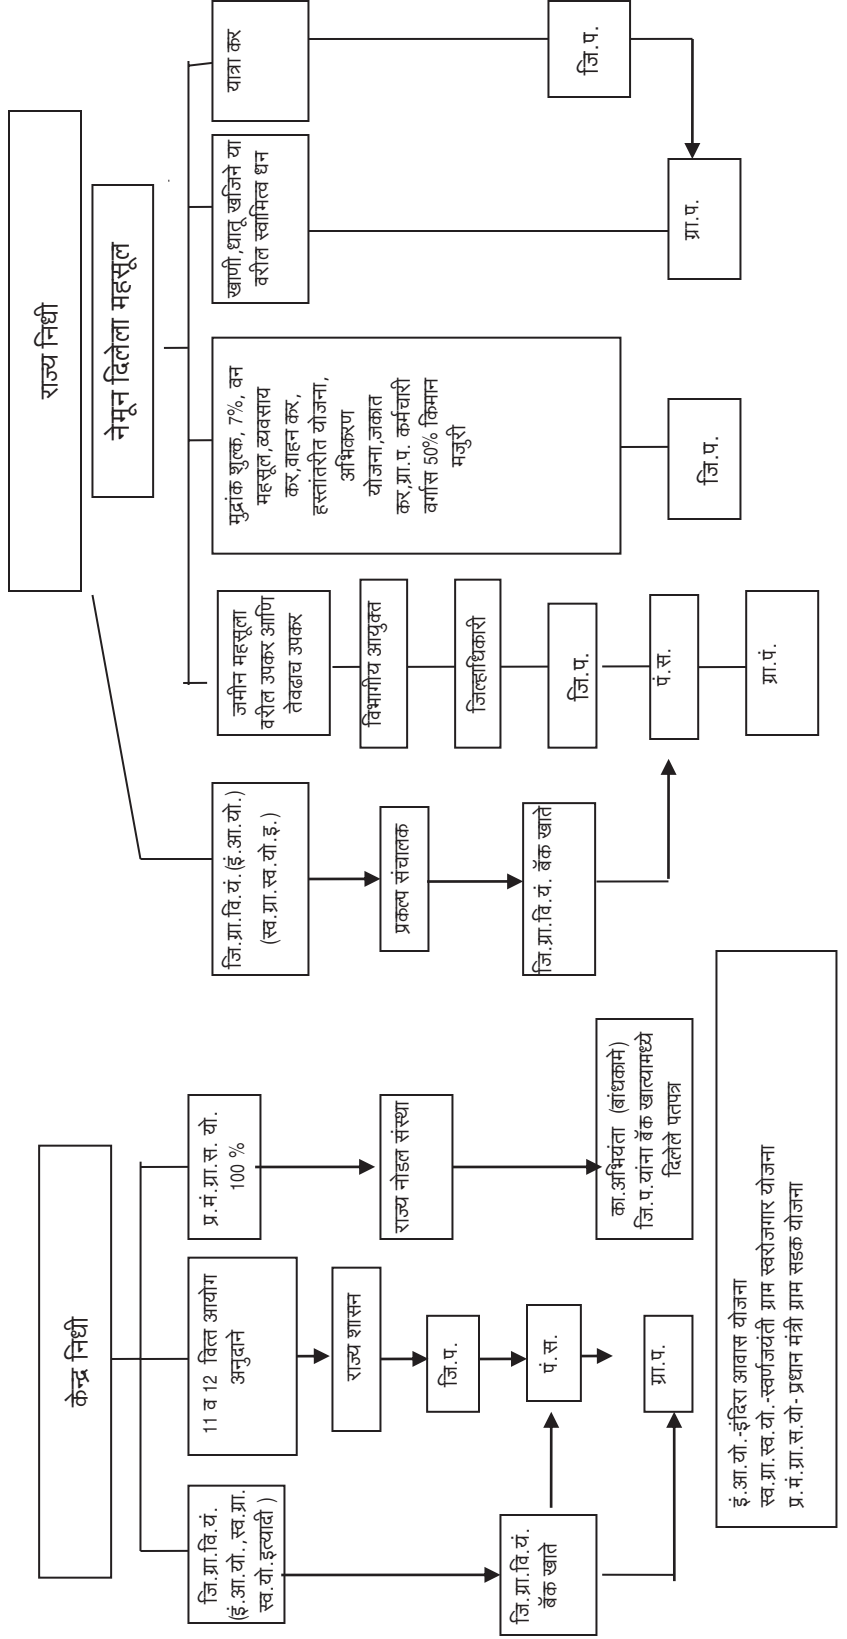 केन्द्र निधी
जि.ग्रा.वि.यं.
(इं.आ.यो.,स्व.ग्रा.
स्व.यो.इत्यादी )
11 व 12 वित्त आयोग
अनुदाने
प्र.मं.ग्रा.स. यो.
100 %
राज्य शासन
राज्य नोडल संस्था
जि.प.
जि.ग्रा.वि.यं.
बॅक खाते
पं.स.
का.अभियंता (बांधकामे)
जि.प.यांना बॅक खात्यामध्ये
दिलेले पतपत्र
ग्रा.प.
राज्य निधी
नेमून दिलेला महसूल
जि.ग्रा.वि.यं.(इं.आ.यो.)
(स्व.ग्रा.स्व.यो.इ.)
जमीन महसूला
वरील उपकर आणि
तेवढाच उपकर
मुद्रांक शुल्क, 7%, वन
महसूल,व्यवसाय
कर,वाहन कर,
हस्तांतरीत योजना,
अभिकरण
योजना,जकात
कर,ग्रा.प. कर्मचारी
वर्गास 50% किमान
मजुरी
खाणी,धातू खजिने या
वरील स्वामित्व धन
यात्रा कर
प्रकल्प संचालक
विभागीय आयुक्त
जिल्हाधिकारी
जि.ग्रा.वि.यं. बॅक खाते
जि.प.
जि.प.
पं.स.
जि.प.
ग्रा.प.
ग्रा.पं.
इं.आ.यो.-इंदिरा आवास योजना
स्व.ग्रा.स्व.यो.-स्वर्णजयंती ग्राम स्वरोजगार योजना
प्र.मं.ग्रा.स.यो- प्रधान मंत्री ग्राम सडक योजना